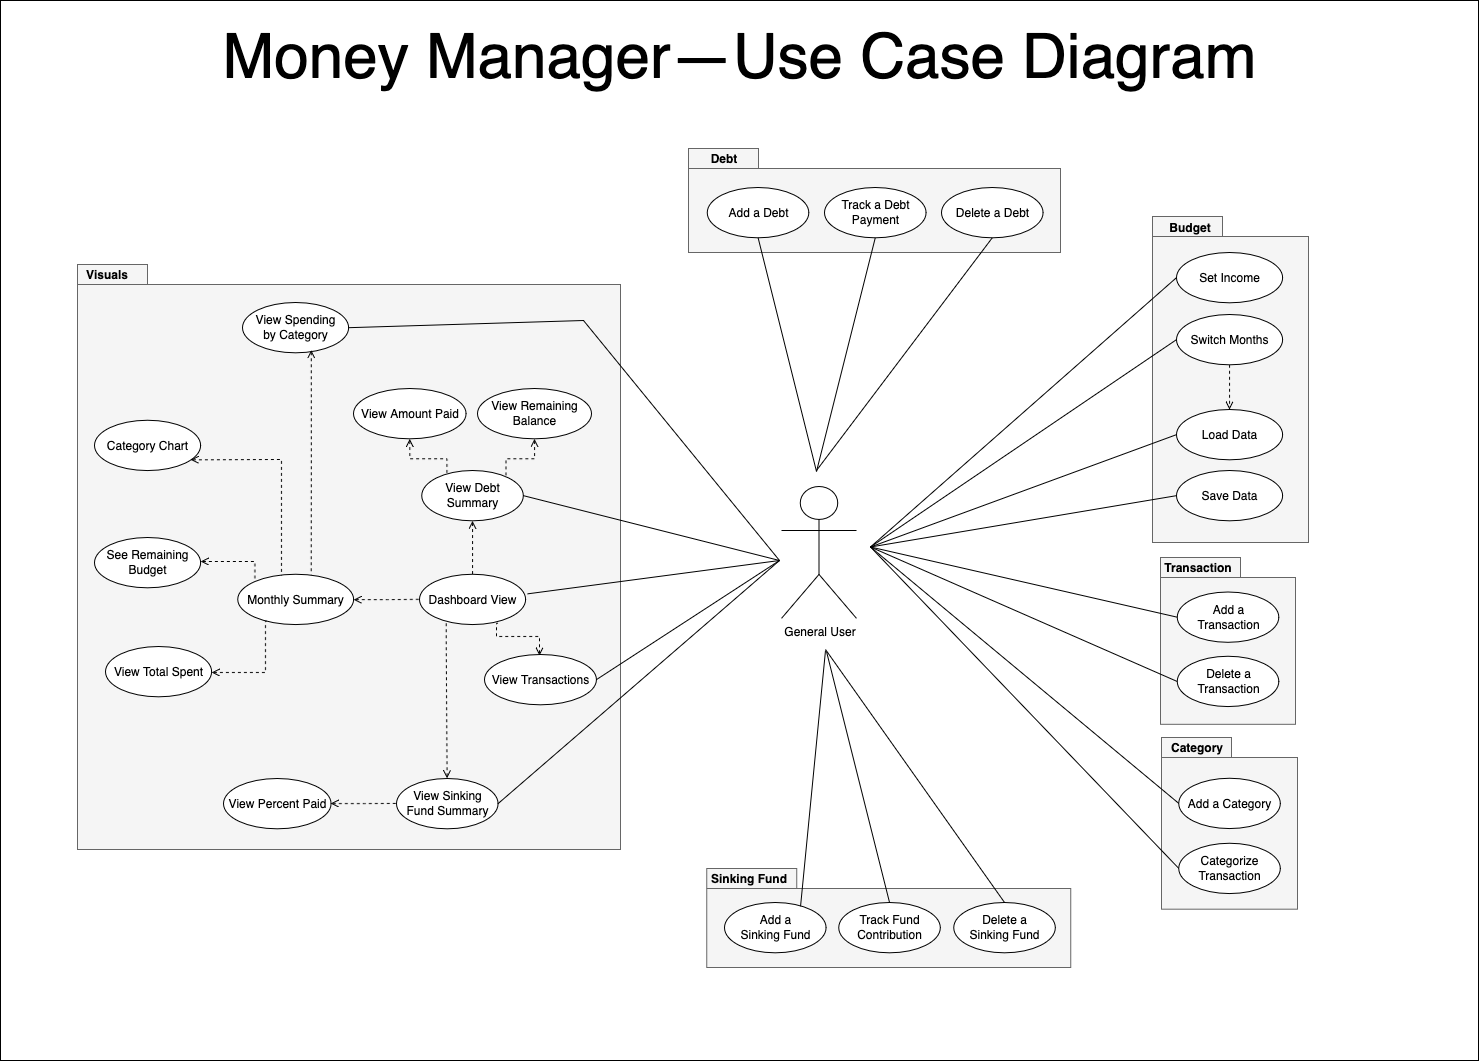 Money Manager—Use Case Diagram
Debt
Add a Debt
Track a Debt
Payment
Delete a Debt
Budget
Set Income
Switch Months
Load Data
Save Data
Visuals
View Spending
by Category
View Amount Paid
View Remaining
Balance
Category Chart
View Debt
Summary
See Remaining
Budget
Monthly Summary
Dashboard View
View Total Spent
View Transactions
View Percent Paid
View Sinking
Fund Summary
General User
Transaction
Add a
Transaction
Delete a
Transaction
Category
Add a Category
Categorize
Transaction
Sinking Fund
Add a
Sinking Fund
Track Fund
Contribution
Delete a
Sinking Fund